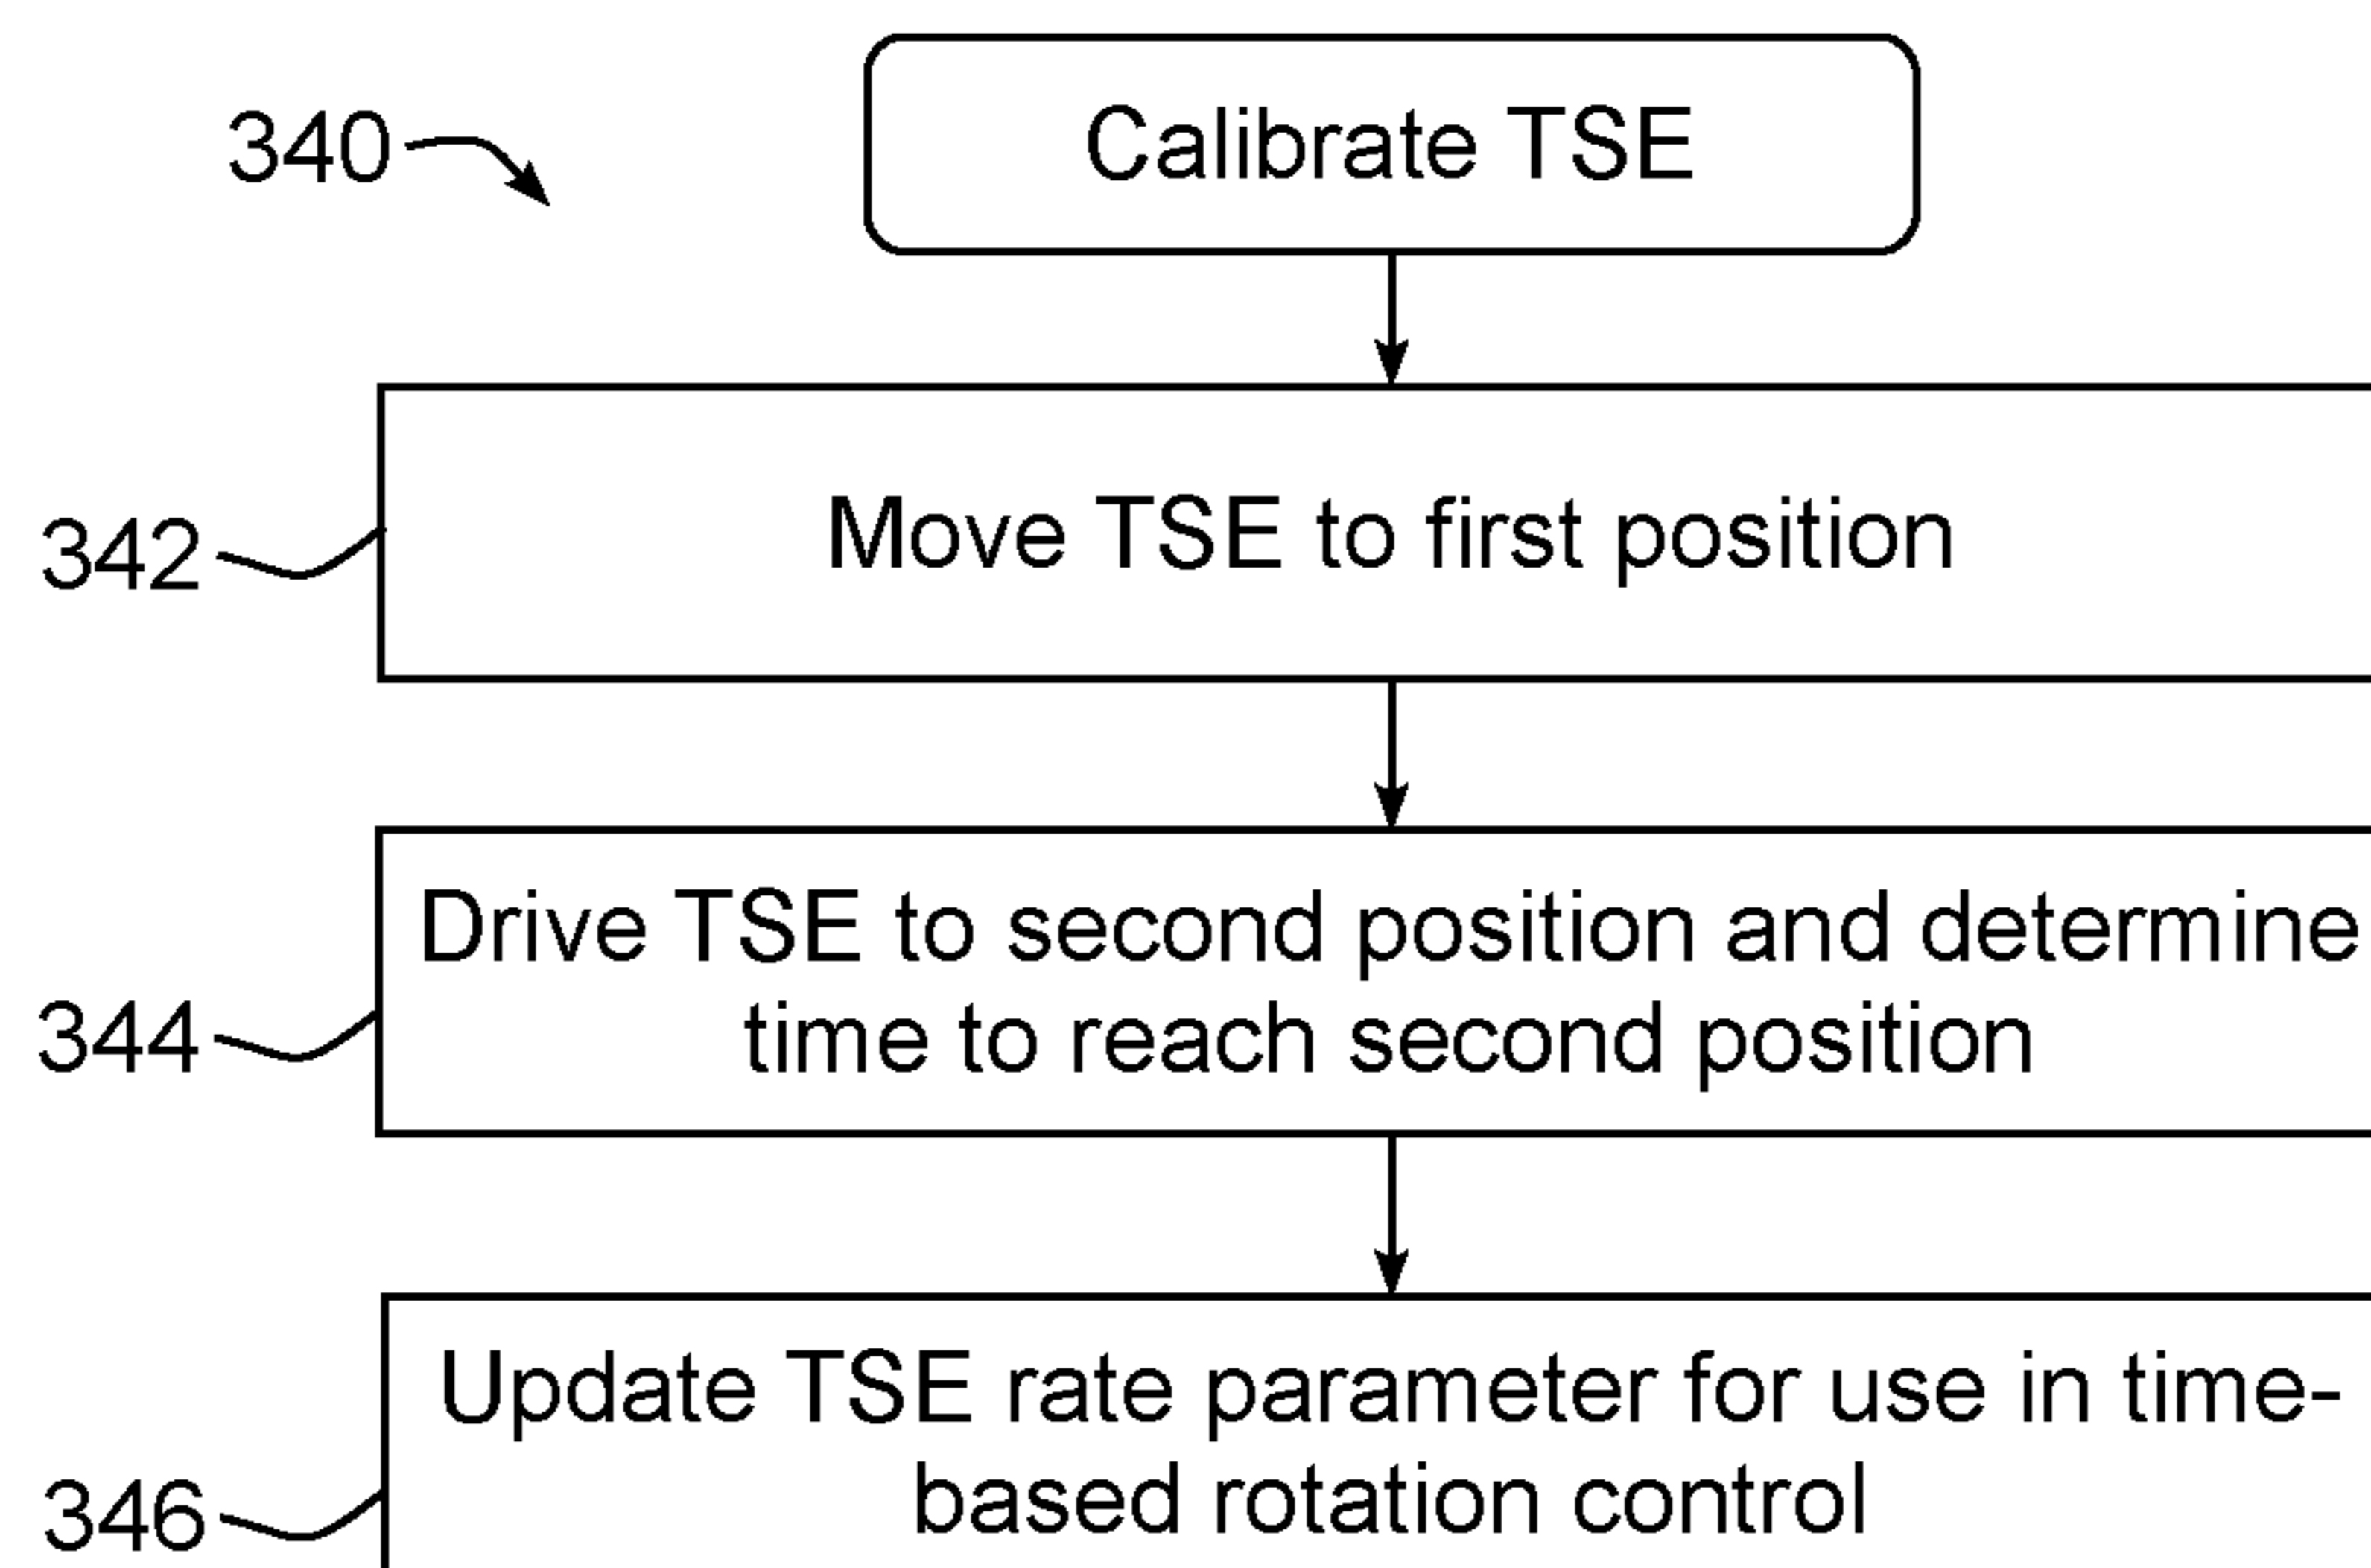 340
Calibrate TSE
342
Move TSE to first position
Drive TSE to second position and determine
344
time to reach second position
Update TSE rate parameter for use in time-
346
based rotation control